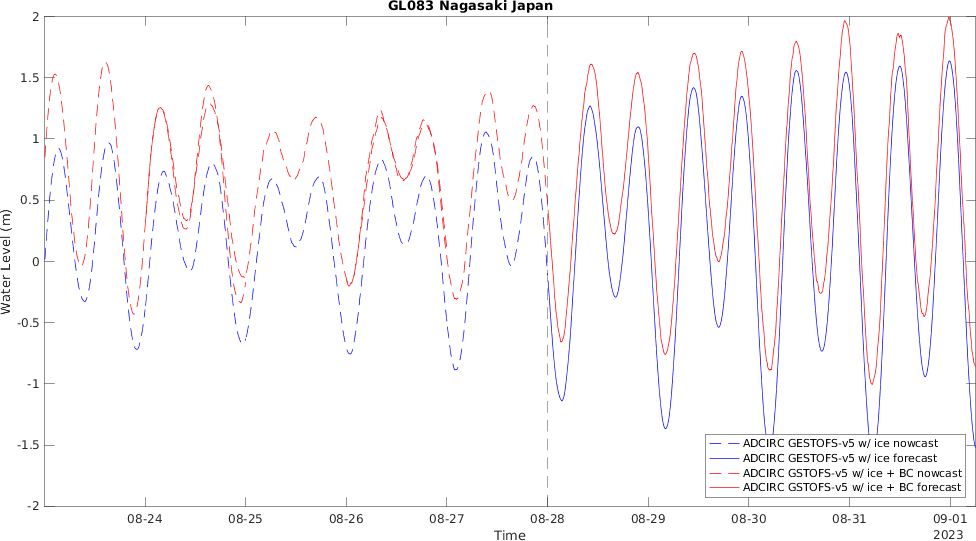 GL083 Nagasaki Japan
Water Level (m)
2
1.5
1
0.5
0
-0.5
-1
-1.5
-2
08-24
08-25
08-26
08-27
08-28
08-29
08-30
08-31
09-01
2023
Time
ADCIRC GESTOFS-v5 w/ ice nowcast
ADCIRC GESTOFS-v5 w/ ice forecast
ADCIRC GSTOFS-v5 w/ ice + BC nowcast
ADCIRC GSTOFS-v5 w/ ice + BC forecast